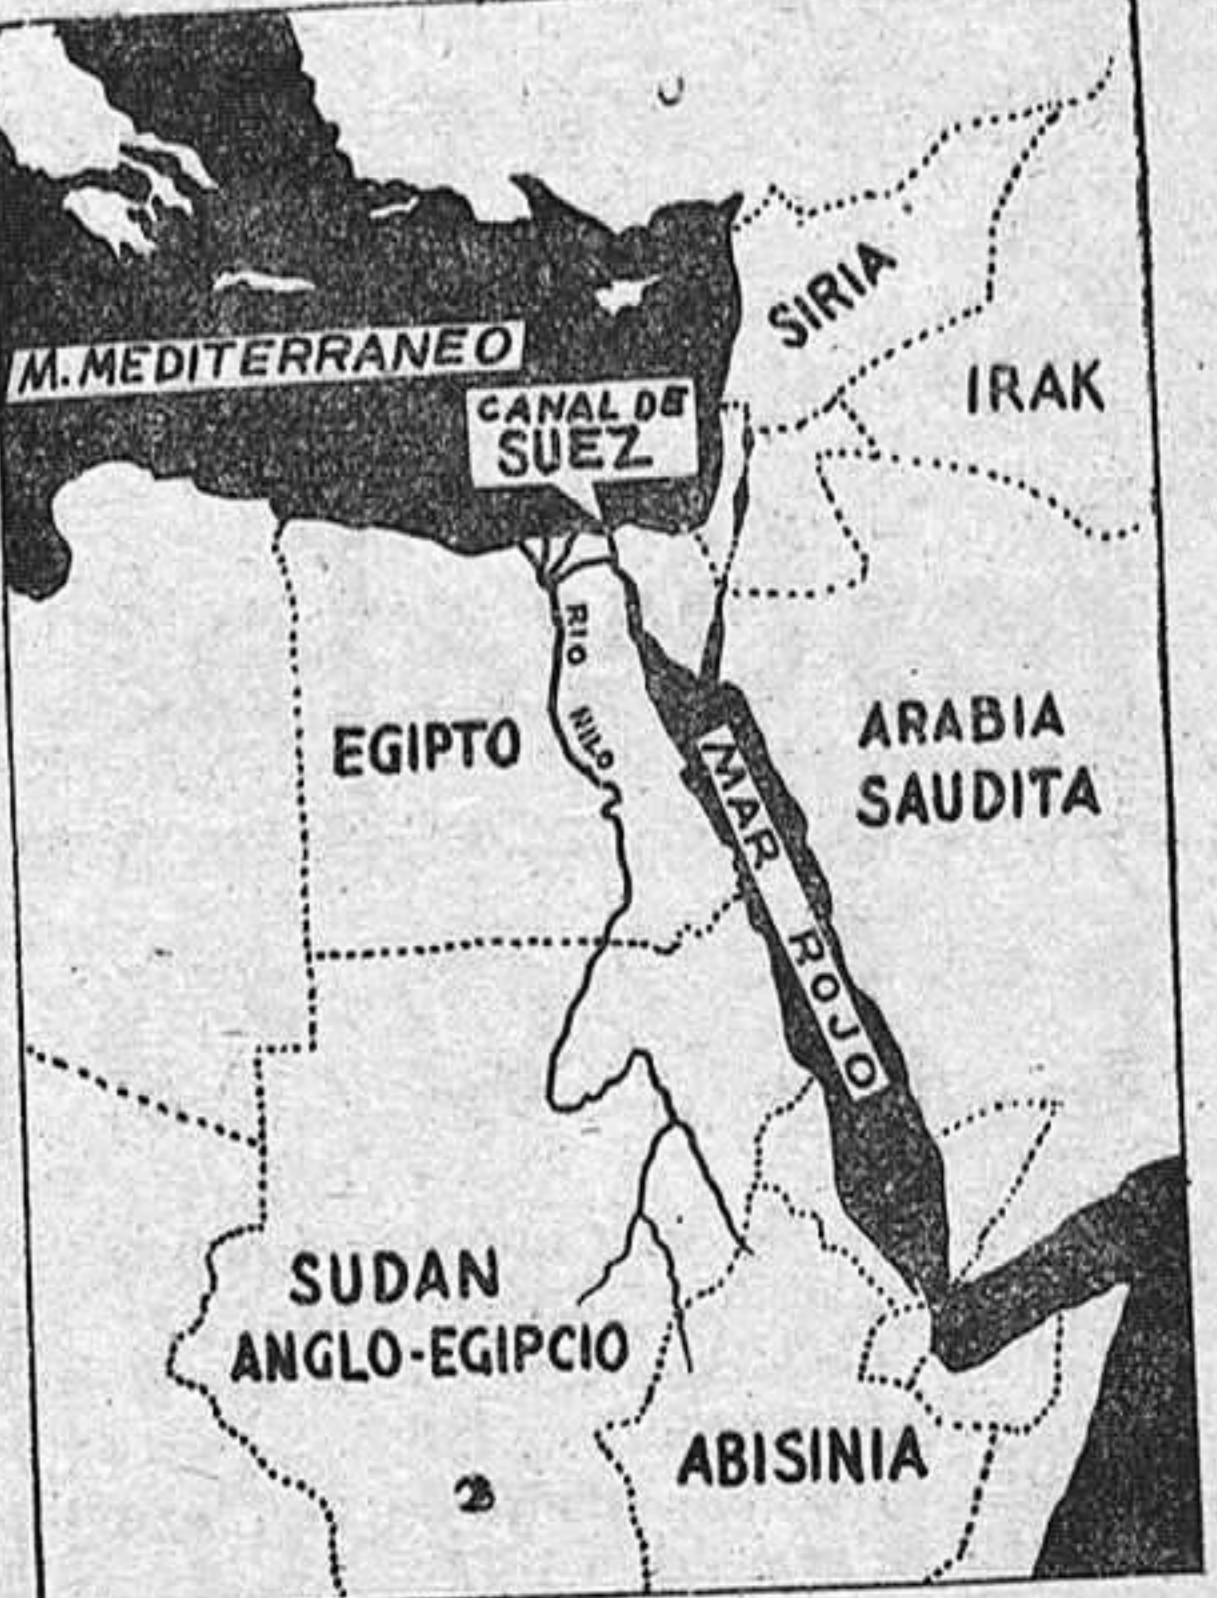 SIRIA
M. MEDITERRANEO
IRAK
CANAL DE
SUEZ
RIO NILO
EGIPTO
ARABIA
SAUDITA
MAR ROJO
SUDAN
ANGLO-EGIPCIO
ABISINIA